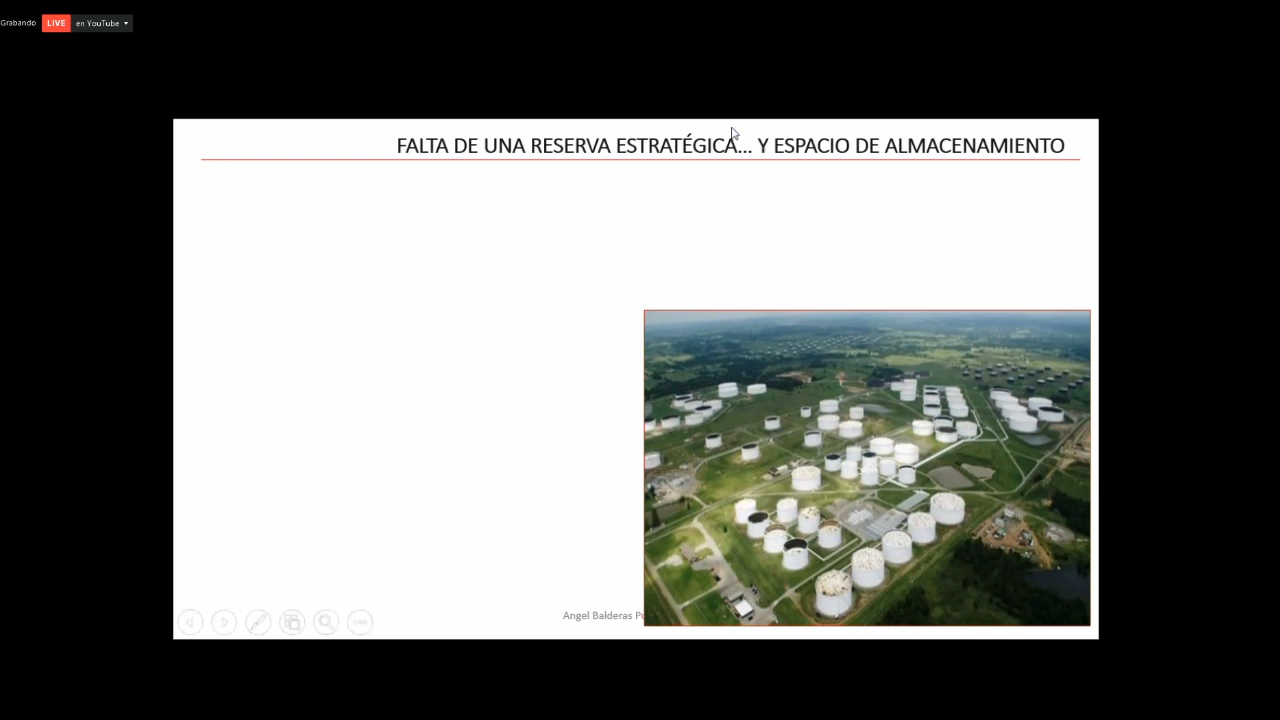 Grabando LIVE en YouTube
FALTA DE UNA RESERVA ESTRATÉGICA... Y ESPACIO DE ALMACENAMIENTO
Angel Balderas